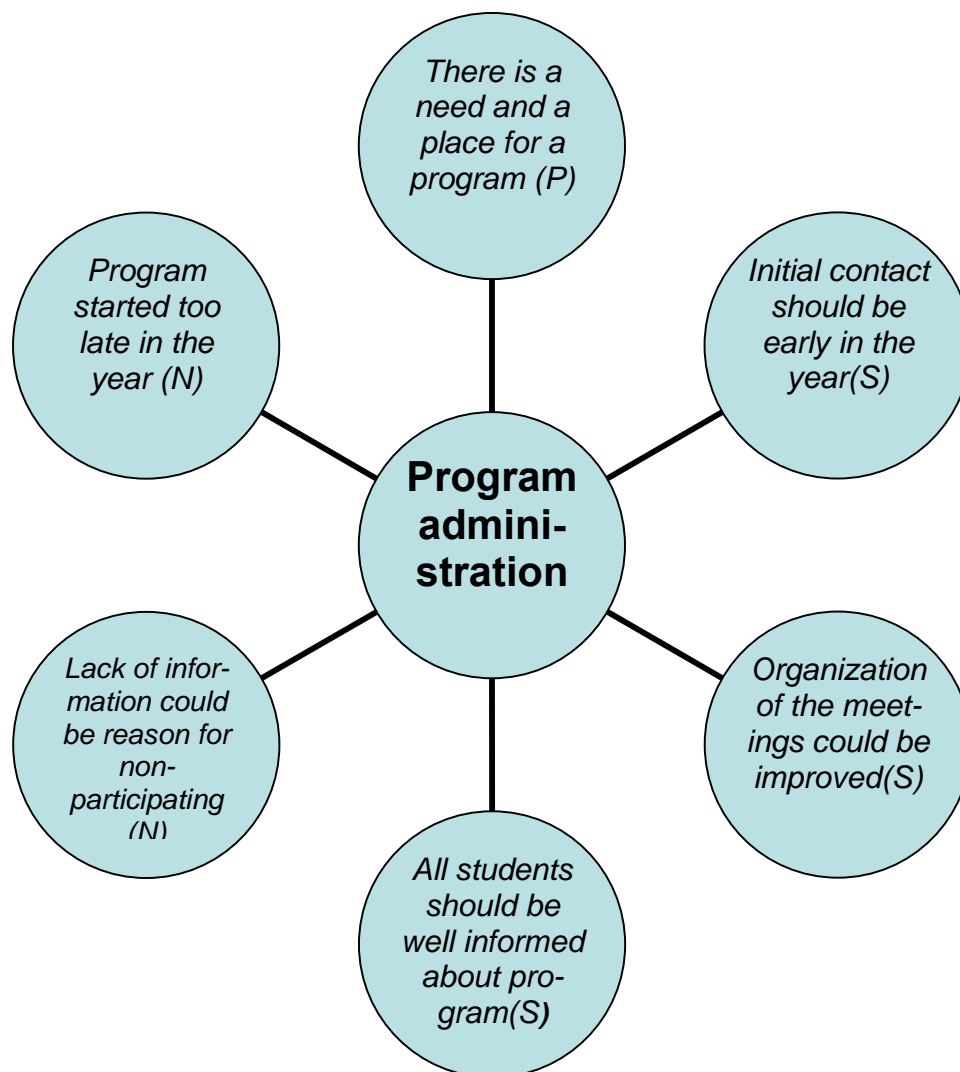 There is a
need and a
place for a
program (P)
Program
started too
late in the
year (N)
Initial contact
should be
early in the
year(S)
Program
admini-
stration
Lack of infor-
mation could
be reason for
non-
participating
(N)
Organization
of the meet-
ings could be
improved(S)
All students
should be
well informed
about pro-
gram(S)